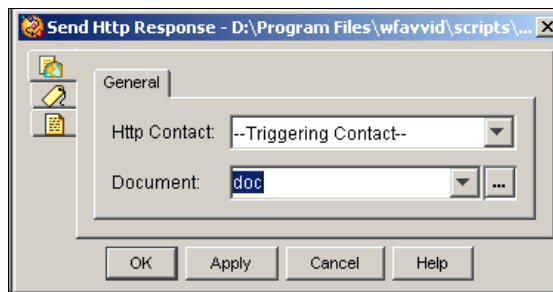 Send Http Response - D:\Program Files\wfavvid\scripts\...
General
Http Contact: --Triggering Contact--
Document: doc ...
OK Apply Cancel Help